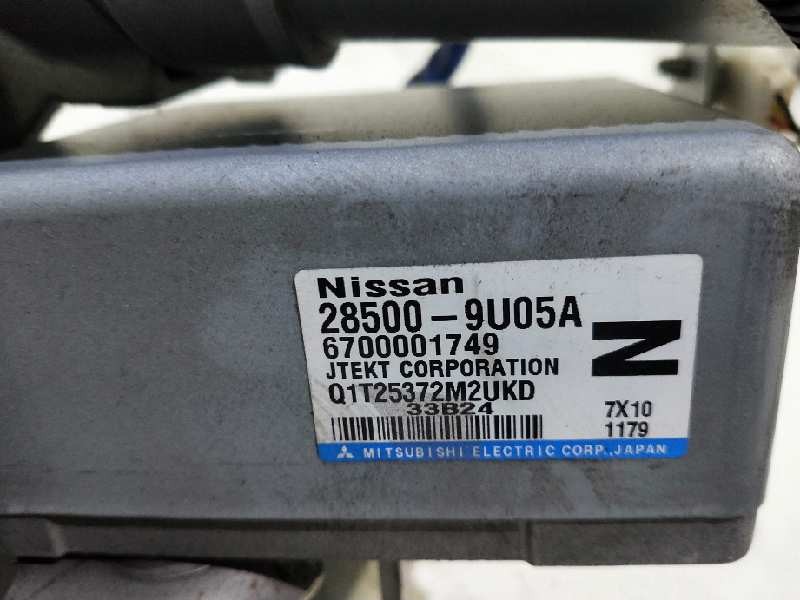 Nissan
28500-9U05A
6700001749
JTEKT CORPORATION
Q1T25372M2UKD
33B24
N
7X10
1179
MITSUBISHI ELECTRIC CORP., JAPAN